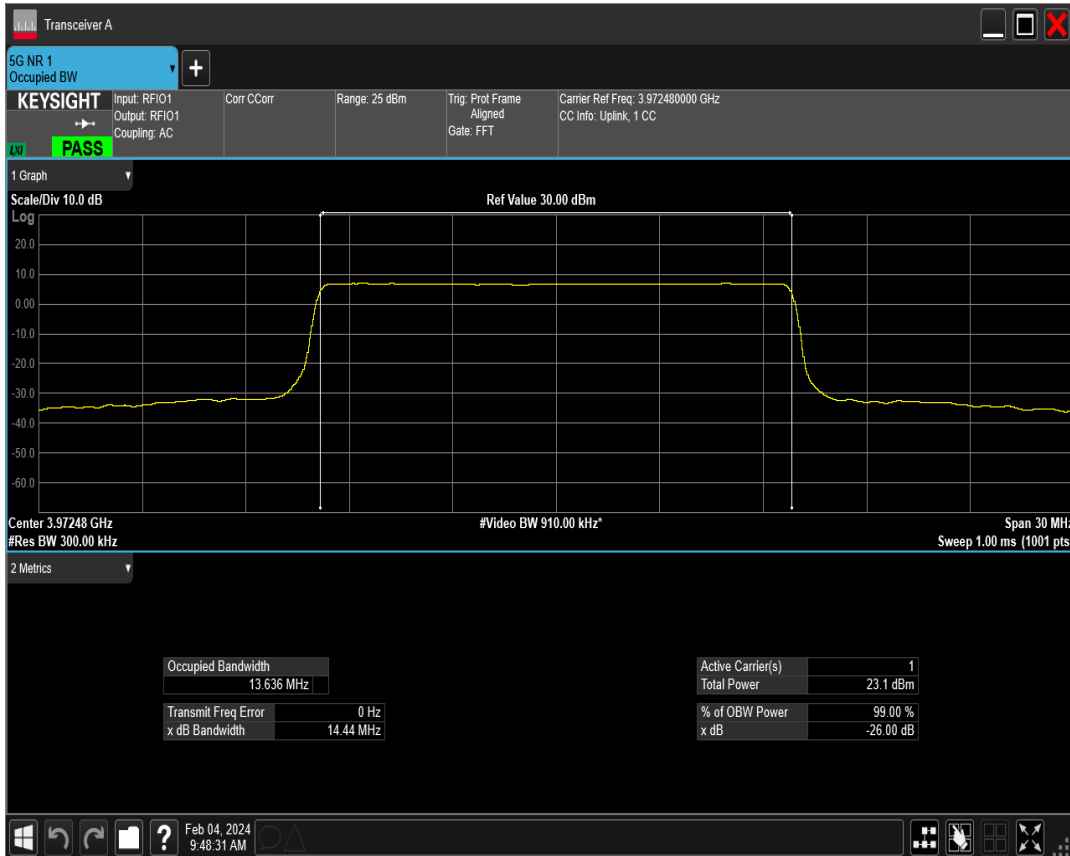 Transceiver A
5G NR 1
Occupied BW
+
KEYSIGHT
Input: RFIO1
Output: RFIO1
Coupling: AC
Corr CCorr
Range: 25 dBm
Trig: Prot Frame
Aligned
Gate: FFT
Carrier Ref Freq: 3.972480000 GHz
CC Info: Uplink, 1 CC
LXI
PASS
1 Graph
Scale/Div 10.0 dB
Ref Value 30.00 dBm
Log
20.0
10.0
0.00
-10.0
-20.0
-30.0
-40.0
-50.0
-60.0
Center 3.97248 GHz
#Video BW 910.00 kHz*
Span 30 MHz
#Res BW 300.00 kHz
Sweep 1.00 ms (1001 pts
2 Metrics
Occupied Bandwidth
13.636 MHz
Transmit Freq Error 0 Hz
x dB Bandwidth 14.44 MHz
Active Carrier(s) 1
Total Power 23.1 dBm
% of OBW Power 99.00 %
x dB -26.00 dB
?
Feb 04, 2024
9:48:31 AM